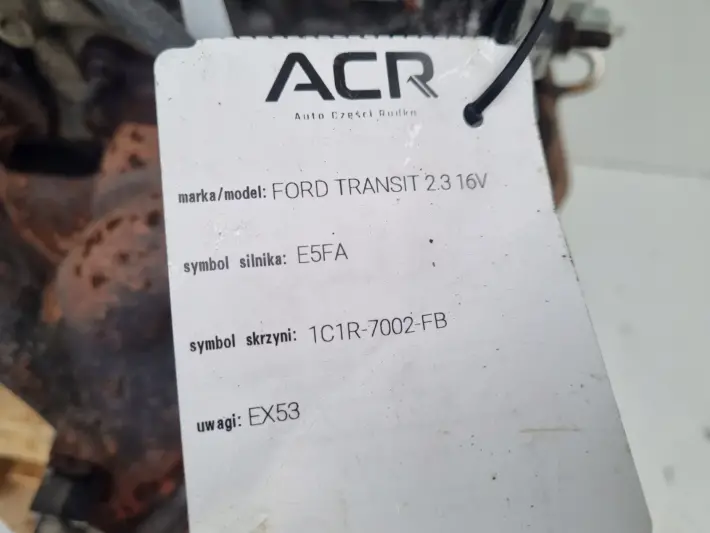 ACR
Auto Części Rudka
marka/model: FORD TRANSIT 2.3 16V
symbol silnika: E5FA
symbol skrzyni: 1C1R-7002-FB
uwagi: EX53